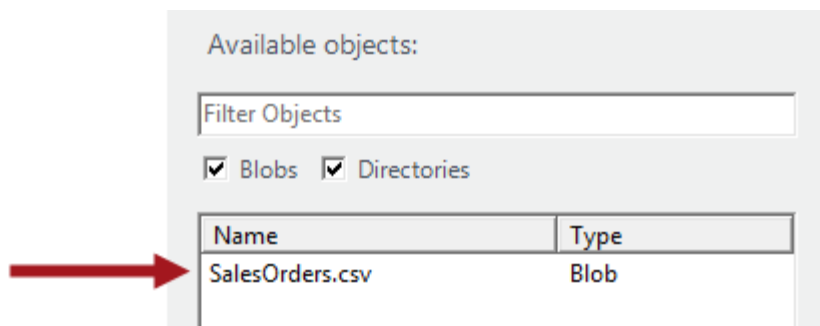 Available objects:
Filter Objects
Blobs Directories
Name Type
SalesOrders.csv Blob